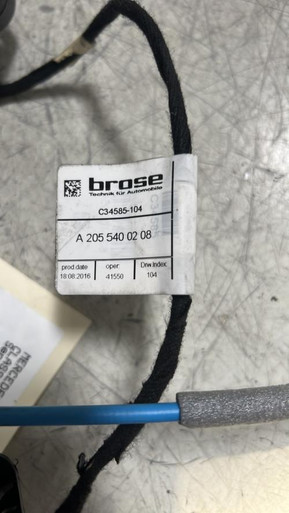 brose
Technik für Automobile
C34585-104
A 205 540 02 08
prod.date oper. Drw.Index
18.08.2016 41550 104
MERCEDES